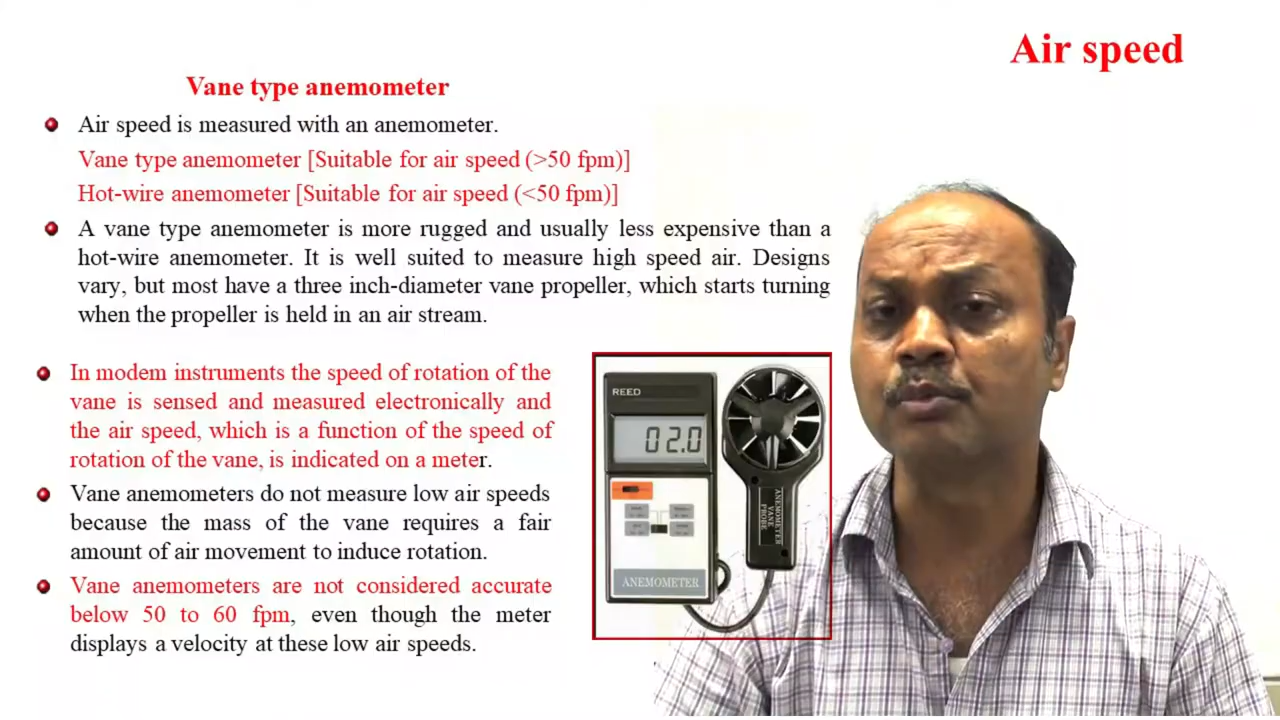 Air speed
Vane type anemometer
Air speed is measured with an anemometer.
Vane type anemometer [Suitable for air speed (>50 fpm)]
Hot-wire anemometer [Suitable for air speed (<50 fpm)]
A vane type anemometer is more rugged and usually less expensive than a
hot-wire anemometer. It is well suited to measure high speed air. Designs
vary, but most have a three inch-diameter vane propeller, which starts turning
when the propeller is held in an air stream.
In modem instruments the speed of rotation of the
vane is sensed and measured electronically and
the air speed, which is a function of the speed of
rotation of the vane, is indicated on a meter.
Vane anemometers do not measure low air speeds
because the mass of the vane requires a fair
amount of air movement to induce rotation.
Vane anemometers are not considered accurate
below 50 to 60 fpm, even though the meter
displays a velocity at these low air speeds.
REED
02.0
ANEMOMETER
ANEMOMETER
VANE
PROBE